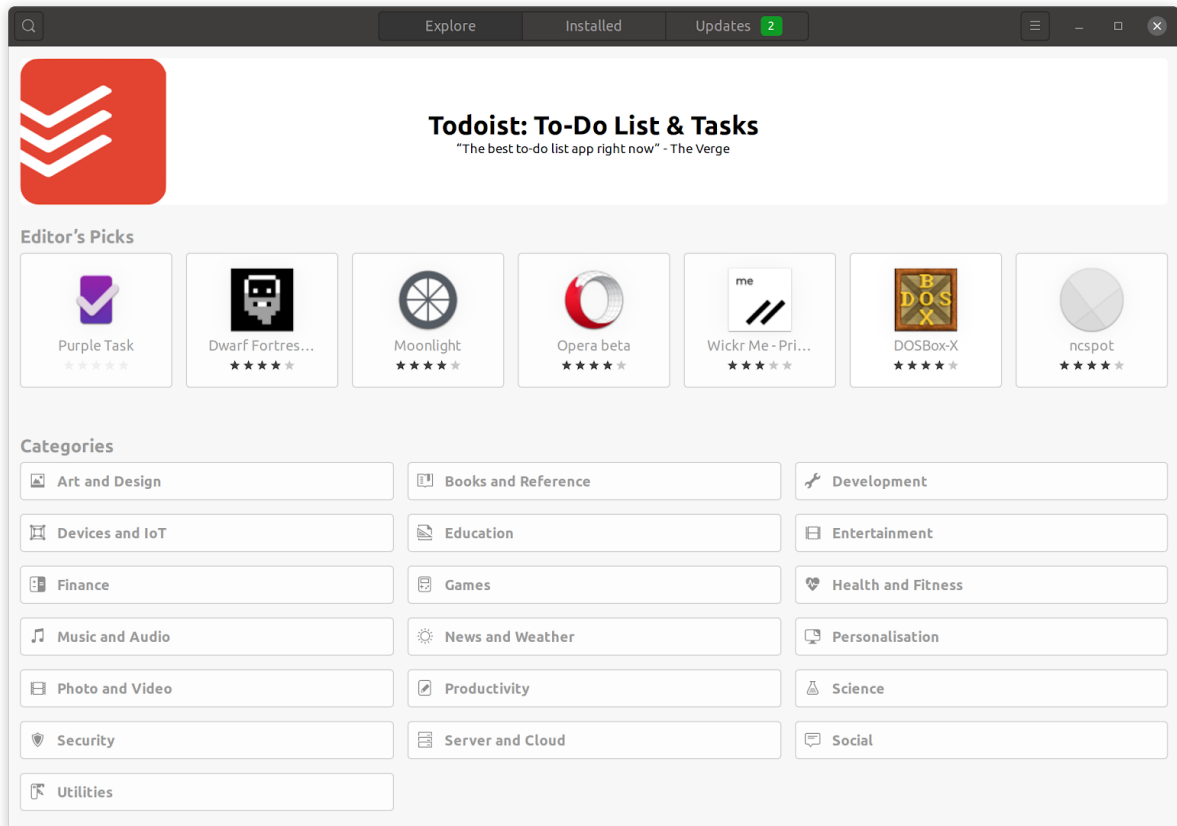 Explore Installed Updates 2
Todoist: To-Do List & Tasks
“The best to-do list app right now” - The Verge
Editor’s Picks
me
BDOSX
Purple Task Dwarf Fortres… Moonlight Opera beta Wickr Me - Pri… DOSBox-X ncspot
Categories
Art and Design Books and Reference Development
Devices and IoT Education Entertainment
Finance Games Health and Fitness
Music and Audio News and Weather Personalisation
Photo and Video Productivity Science
Security Server and Cloud Social
Utilities